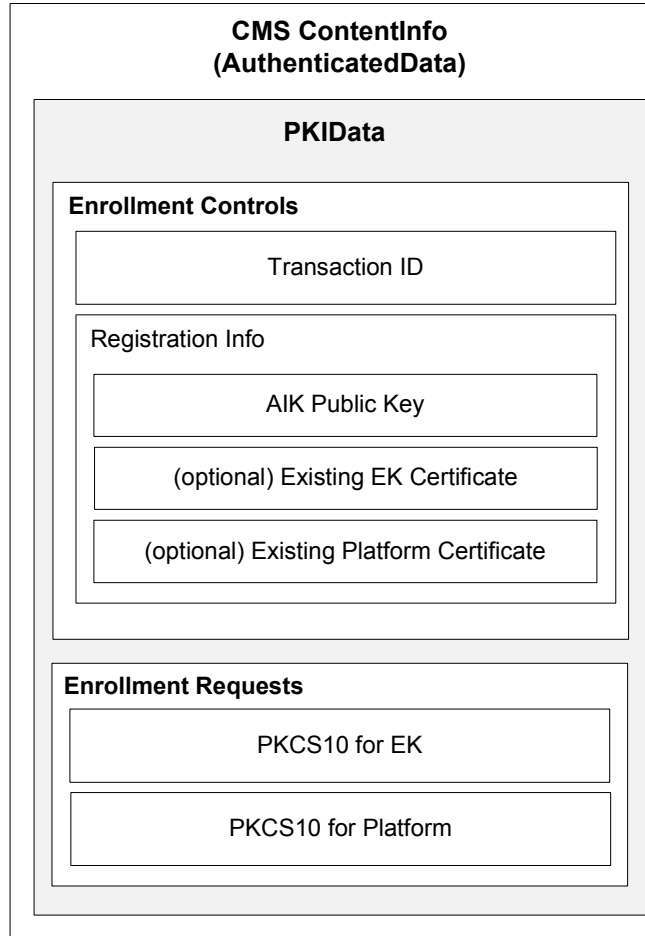 CMS ContentInfo
(AuthenticatedData)
PKIData
Enrollment Controls
Transaction ID
Registration Info
AIK Public Key
(optional) Existing EK Certificate
(optional) Existing Platform Certificate
Enrollment Requests
PKCS10 for EK
PKCS10 for Platform